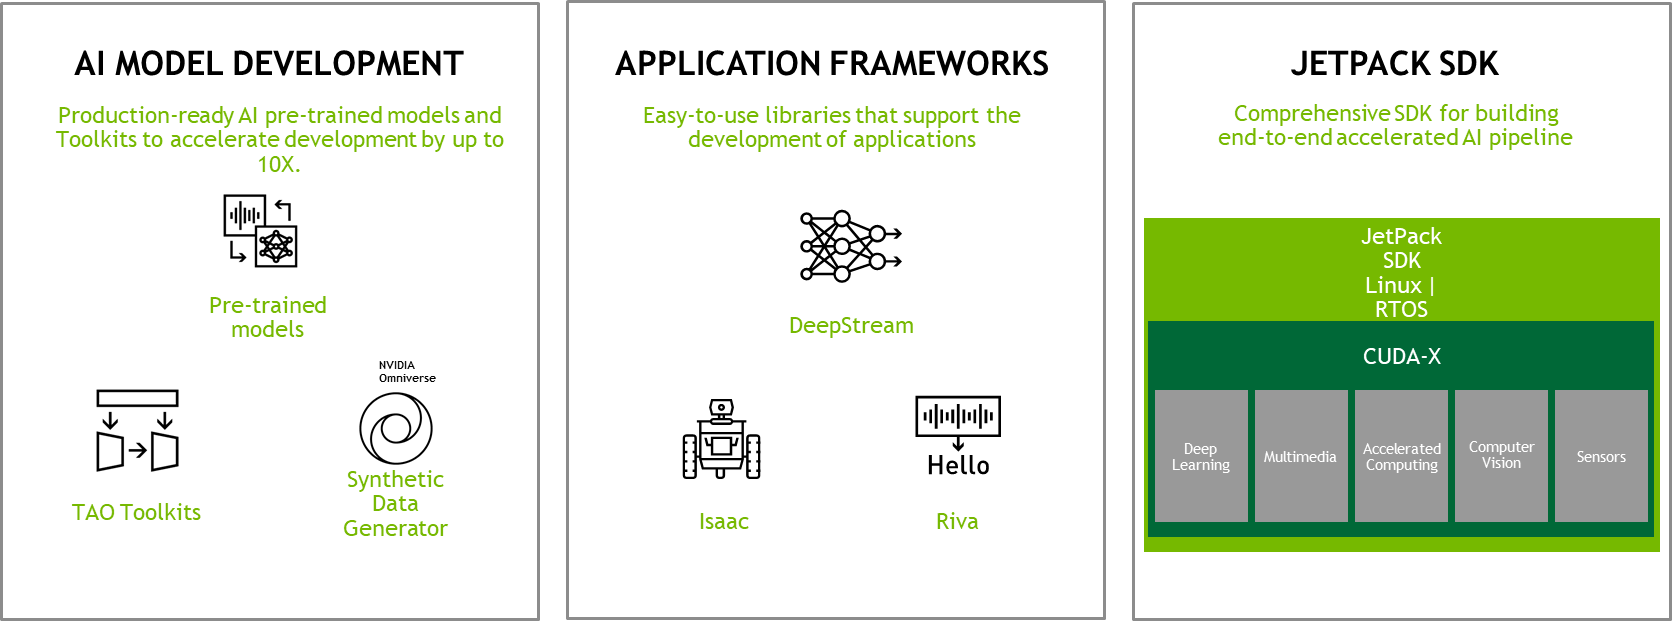 AI MODEL DEVELOPMENT
Production-ready AI pre-trained models and
Toolkits to accelerate development by up to
10X.
Pre-trained
models
NVIDIA
Omniverse
TAO Toolkits
Synthetic
Data
Generator
APPLICATION FRAMEWORKS
Easy-to-use libraries that support the
development of applications
DeepStream
Isaac
Hello
Riva
JETPACK SDK
Comprehensive SDK for building
end-to-end accelerated AI pipeline
JetPack
SDK
Linux |
RTOS
CUDA-X
Deep
Learning
Multimedia
Accelerated
Computing
Computer
Vision
Sensors